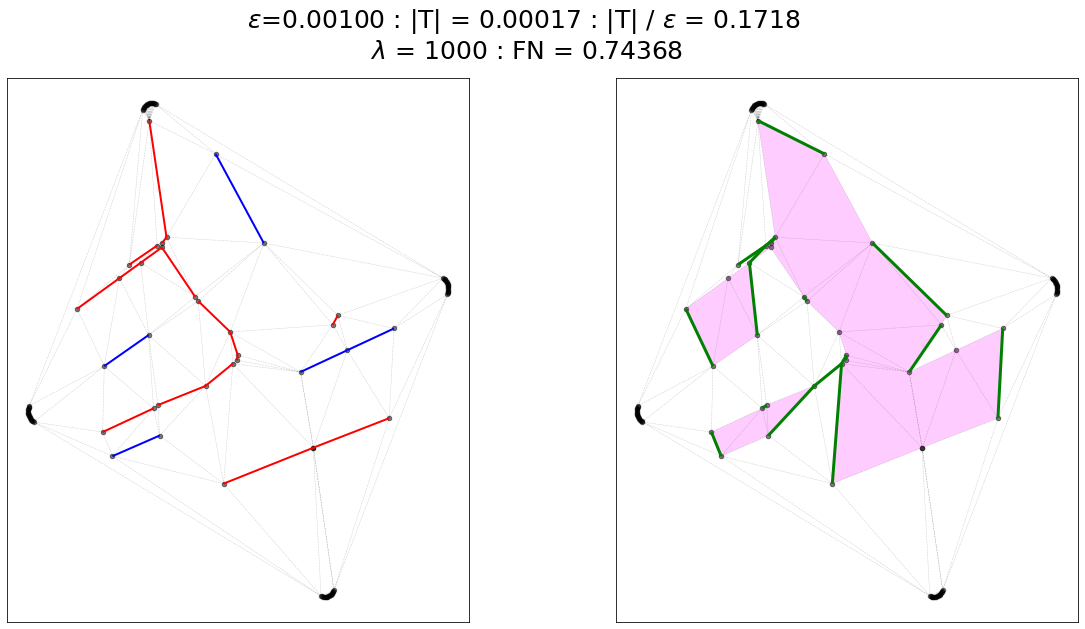 ε=0.00100 : |T| = 0.00017 : |T| / ε = 0.1718
λ = 1000 : FN = 0.74368